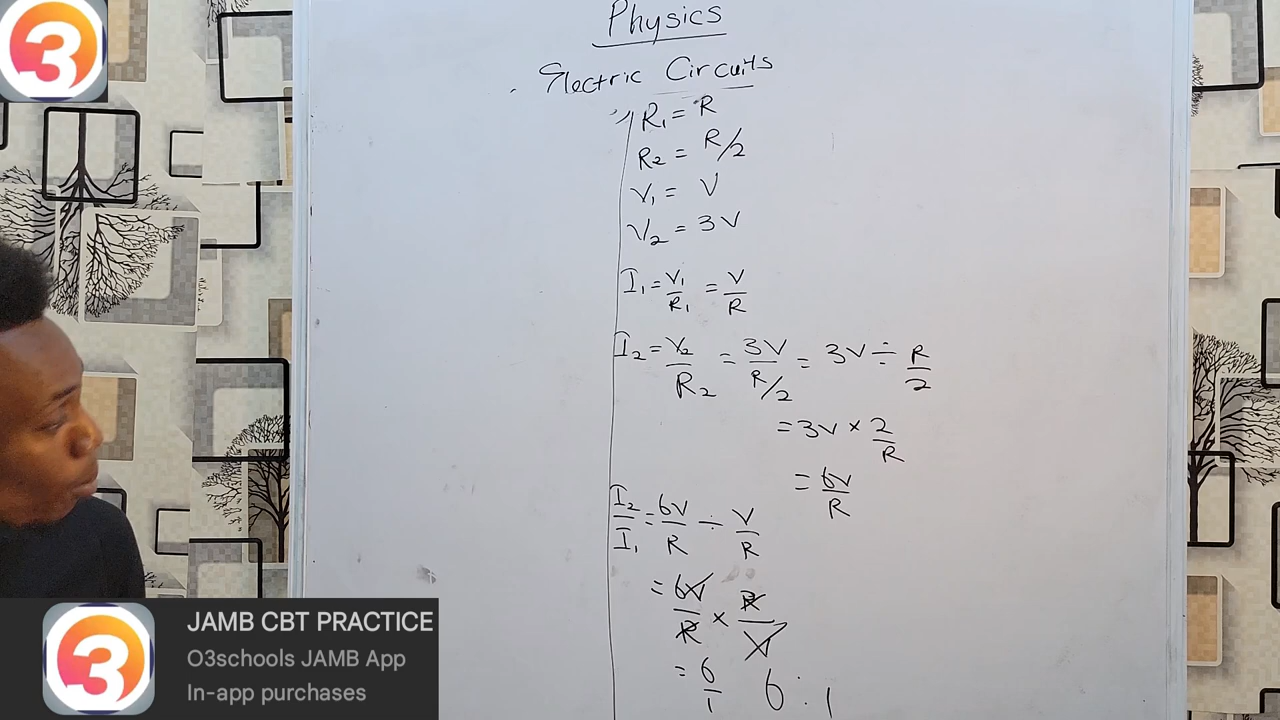 3
Physics
Electric Circuits
R₁ = R
R₂ = R/2
V₁ = V
V₂ = 3V
I₁ = V₁/R₁ = V/R
I₂ = V₂/R₂ = 3V/R/2 = 3V ÷ R/2
= 3V × 2/R
= 6V/R
I₂/I₁ = 6V/R ÷ V/R
= 6V/R × R/V
= 6/1 6 : 1
3
JAMB CBT PRACTICE
O3schools JAMB App
In-app purchases